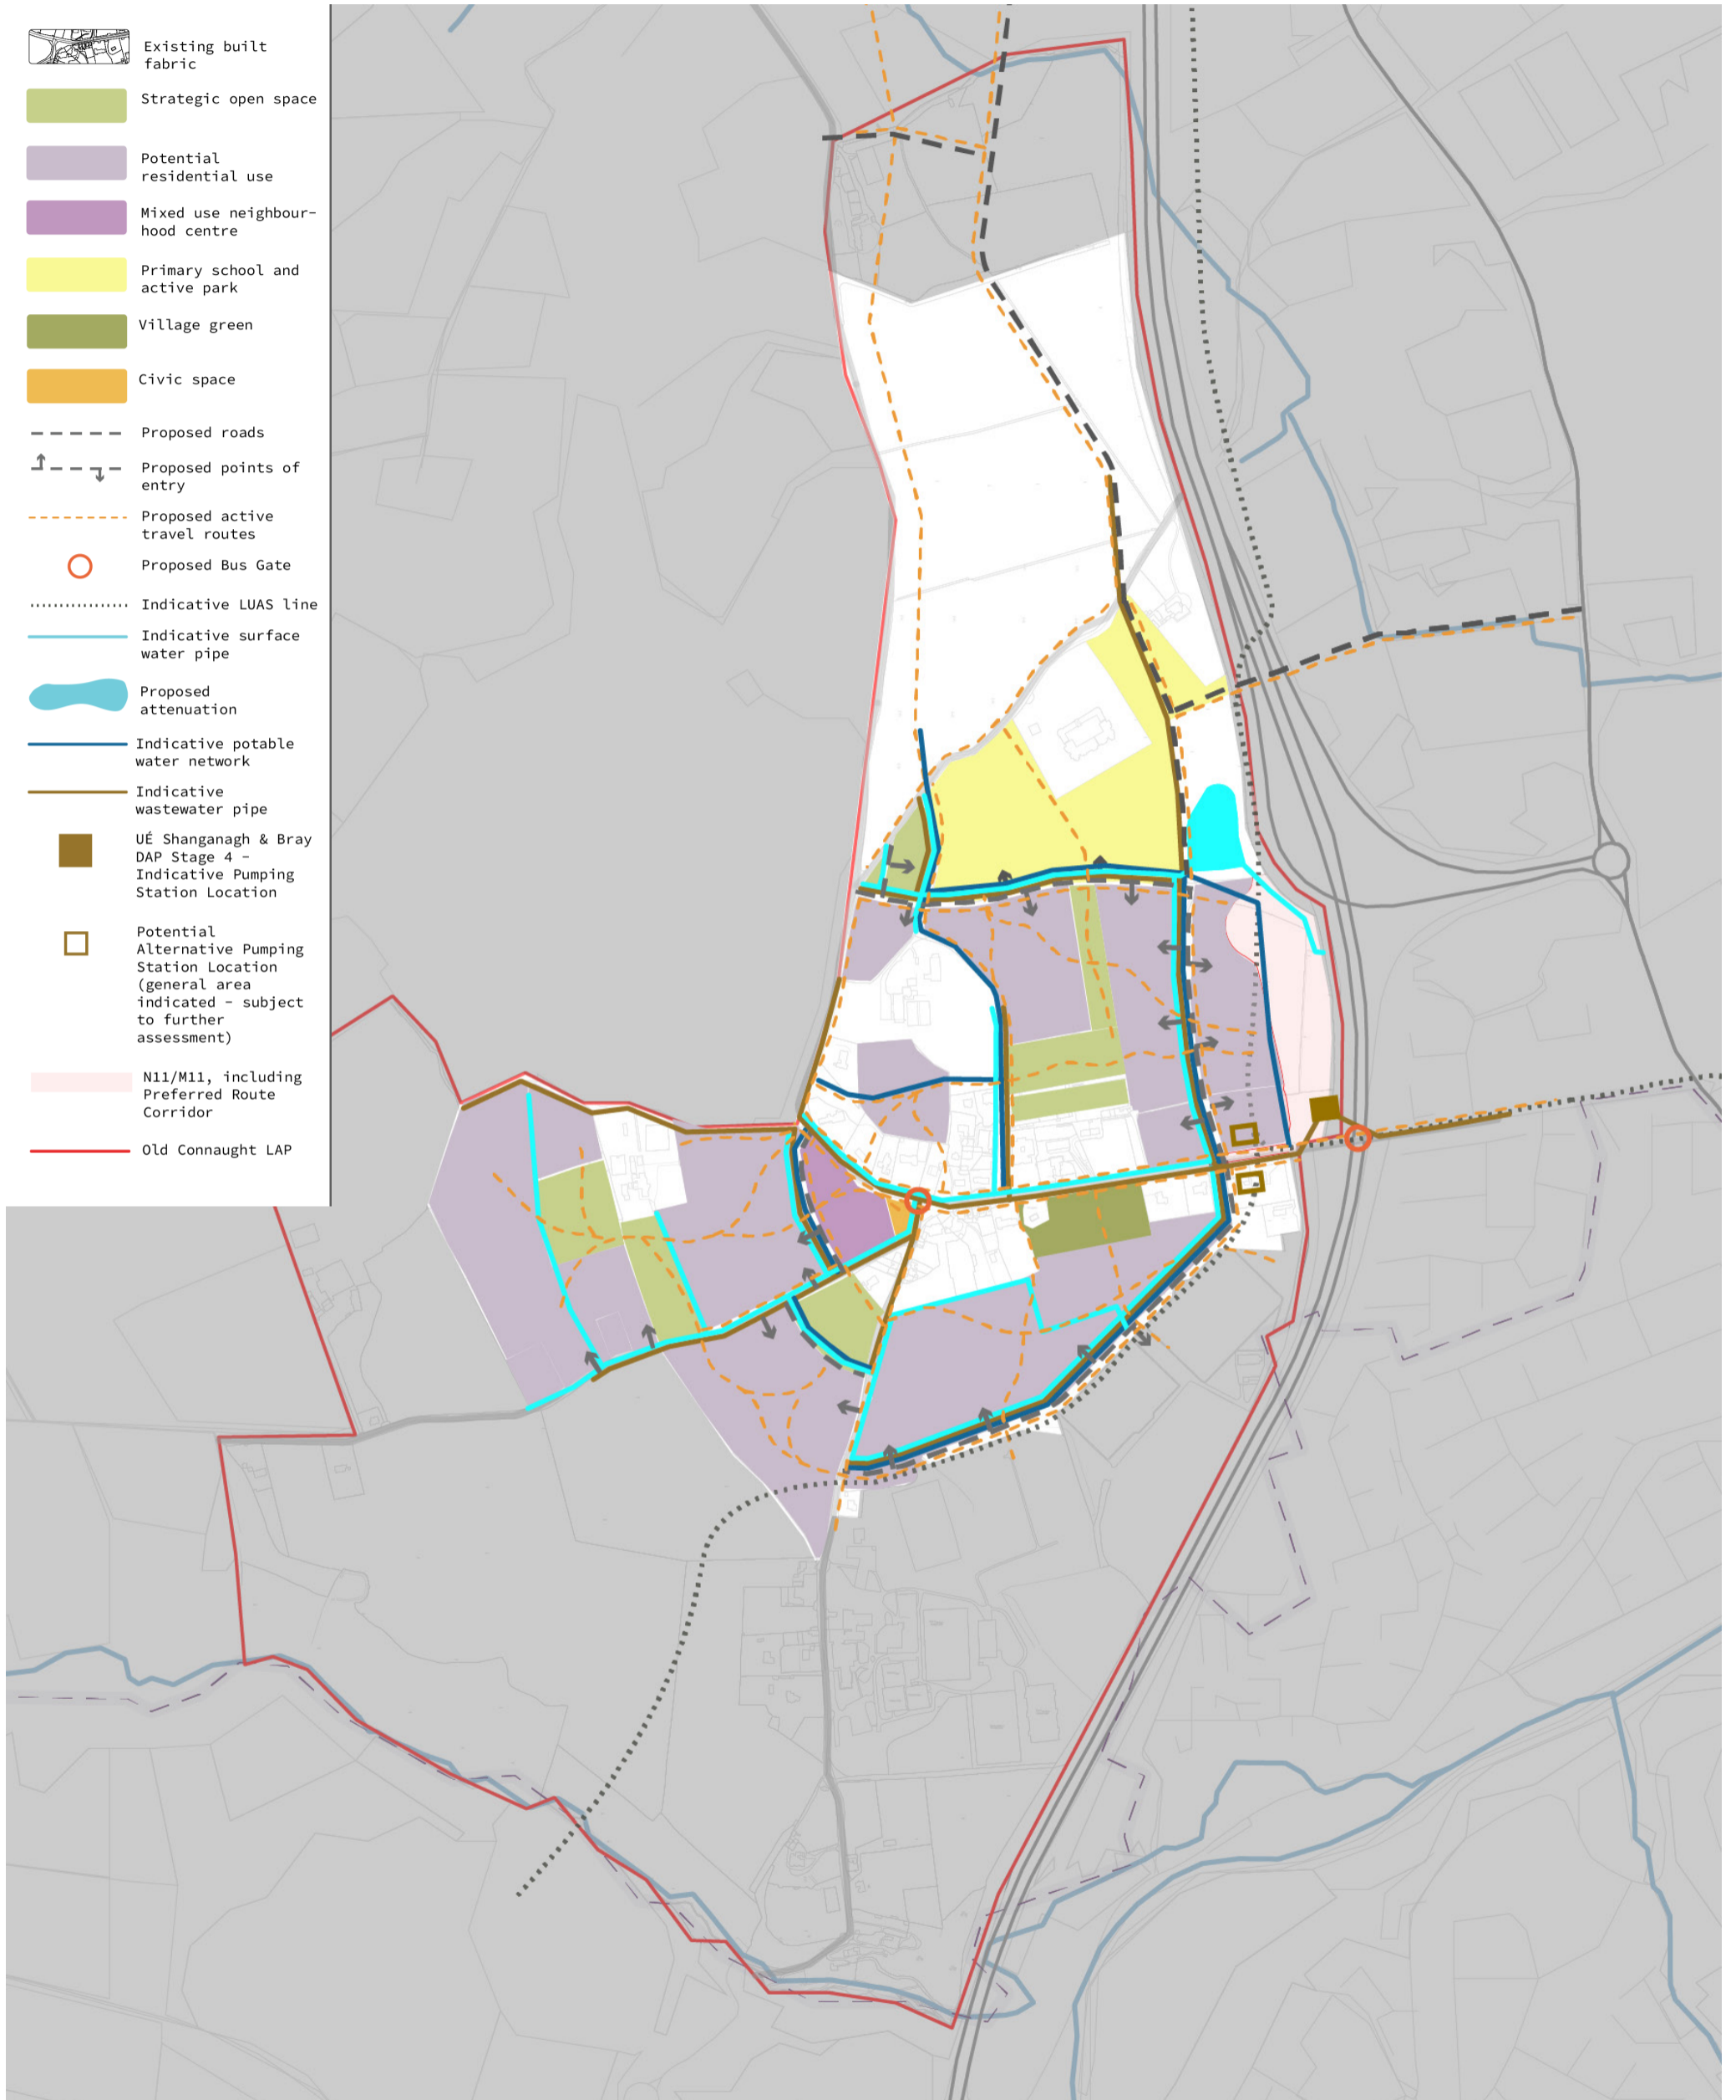 Existing built
fabric
Strategic open space
Potential
residential use
Mixed use neighbour-
hood centre
Primary school and
active park
Village green
Civic space
Proposed roads
Proposed points of
entry
Proposed active
travel routes
Proposed Bus Gate
Indicative LUAS line
Indicative surface
water pipe
Proposed
attenuation
Indicative potable
water network
Indicative
wastewater pipe
UÉ Shanganagh & Bray
DAP Stage 4 –
Indicative Pumping
Station Location
Potential
Alternative Pumping
Station Location
(general area
indicated – subject
to further
assessment)
N11/M11, including
Preferred Route
Corridor
Old Connaught LAP